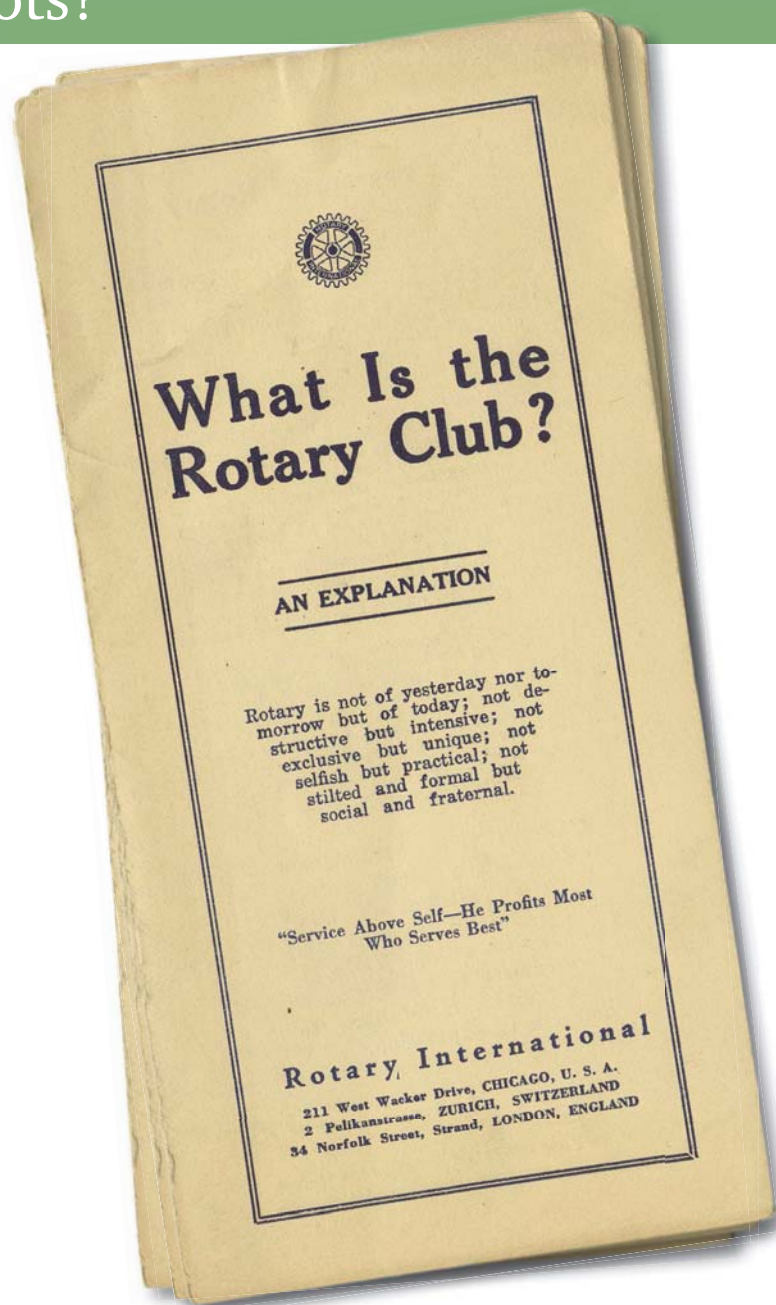 ots?
ROTARY
INTERNATIONAL
What Is the
Rotary Club?
AN EXPLANATION
Rotary is not of yesterday nor to-
morrow but of today; not de-
structive but intensive; not
exclusive but unique; not
selfish but practical; not
stilted and formal but
social and fraternal.
“Service Above Self—He Profits Most
Who Serves Best”
Rotary International
211 West Wacker Drive, CHICAGO, U. S. A.
2 Pelikanstrasse, ZURICH, SWITZERLAND
34 Norfolk Street, Strand, LONDON, ENGLAND